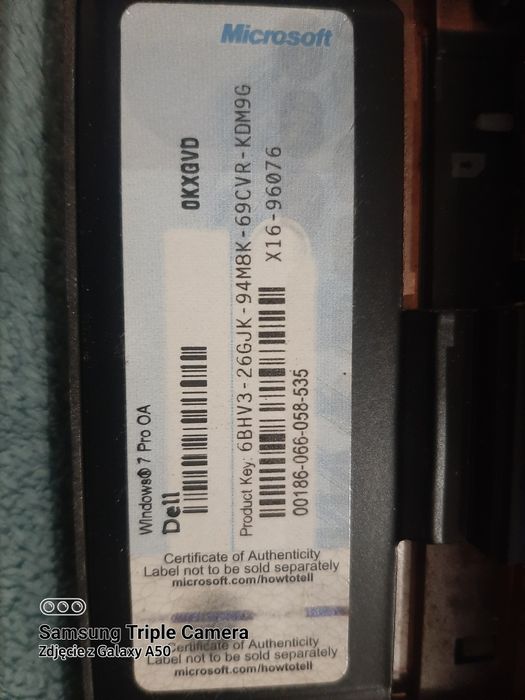 Microsoft
Windows® 7 Pro OA
Dell
0KXGVD
Product Key: 6BHV3-26GJK-94M8K-69CVR-KDM9G
X16-96076
00186-066-058-535
Certificate of Authenticity
Label not to be sold separately
microsoft.com/howtotell
Certificate of Authenticity
Label not to be sold separately
microsoft.com/howtotell
Samsung Triple Camera
Zdjęcie z Galaxy A50